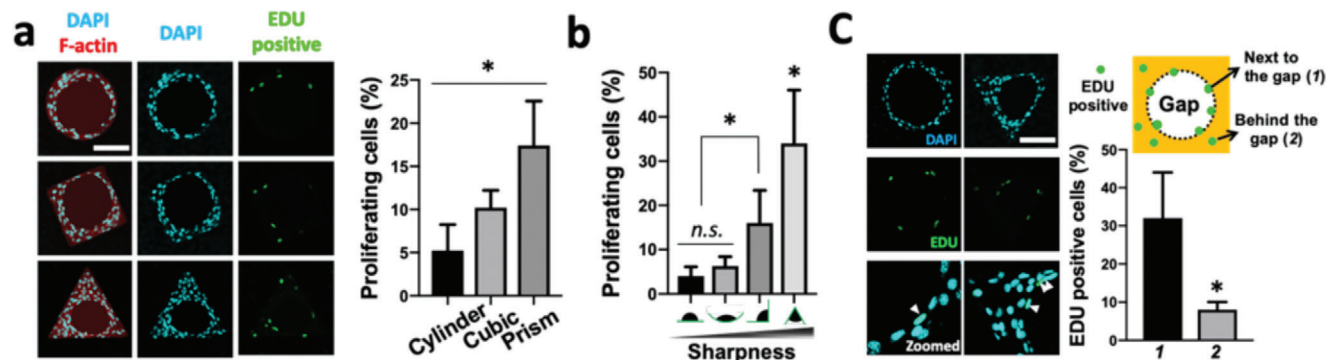 a
DAPI
F-actin
DAPI
EDU
positive
Proliferating cells (%)
25
20
15
10
5
0
*
Cylinder
Cubic
Prism
b
Proliferating cells (%)
50
40
30
20
10
0
n.s.
*
*
Sharpness
C
DAPI
EDU
Zoomed
EDU
positive
Gap
Next to
the gap (1)
Behind the
gap (2)
EDU positive cells (%)
50
40
30
20
10
0
*
1
2